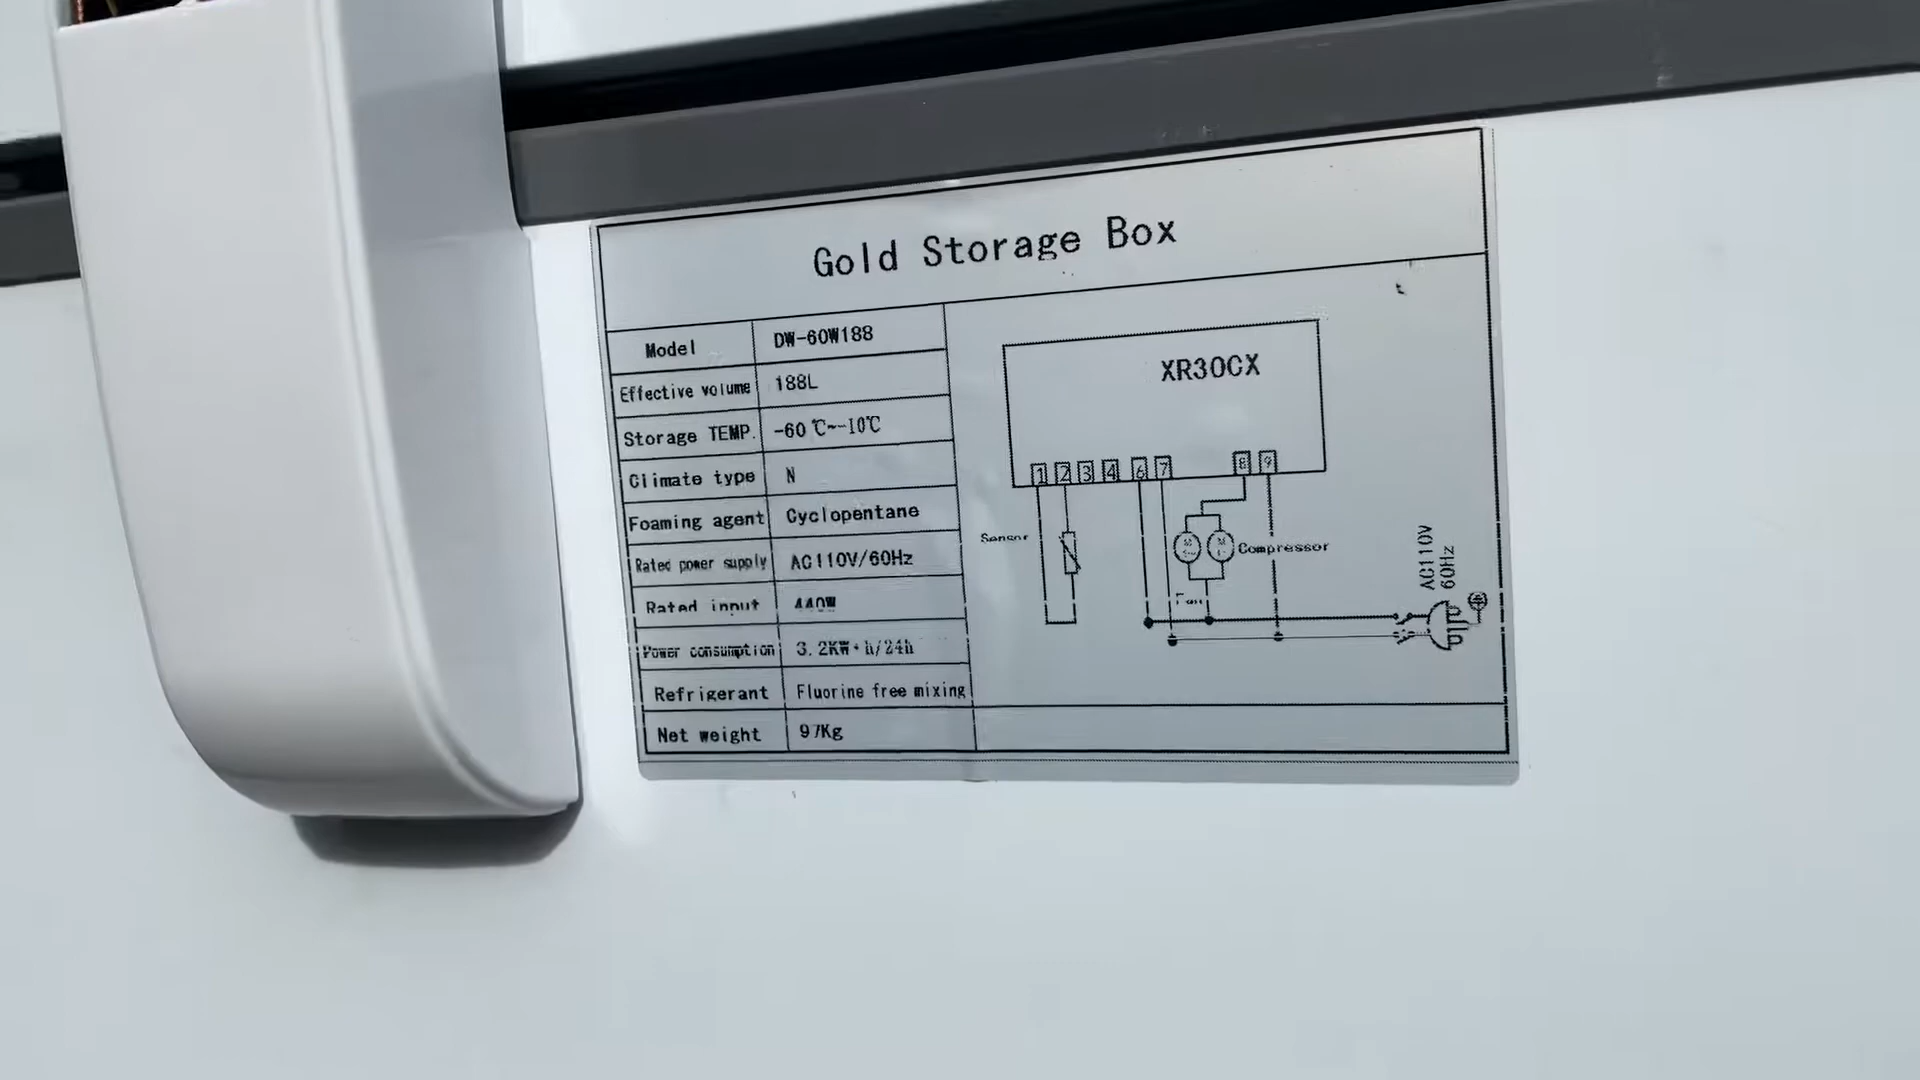 Gold Storage Box
Model DW-60W188
Effective volume 188L
Storage TEMP. -60℃~-10℃
Climate type N
Foaming agent Cyclopentane
Rated power supply AC110V/60Hz
Rated input 440W
Power consumption 3.2KW·h/24h
Refrigerant Fluorine free mixing
Net weight 97Kg
XR30CX
1 2 3 4 6 7 8 9
Sensor
M M
Compressor
Fan
AC110V
60Hz